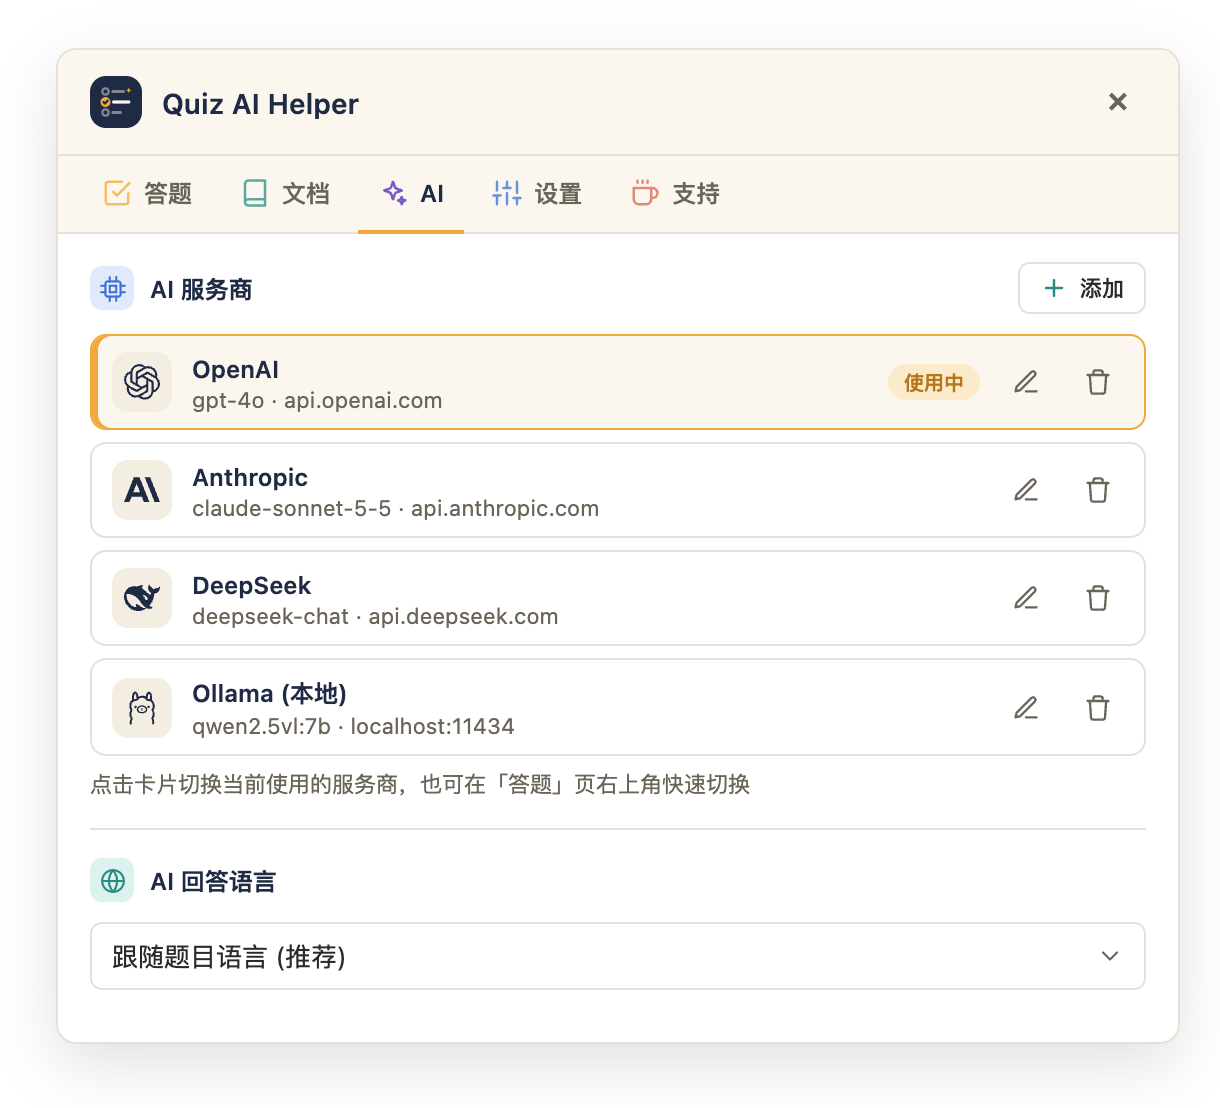 Quiz AI Helper
答题
文档
AI
设置
支持
AI 服务商
添加
OpenAI
gpt-4o · api.openai.com
使用中
Anthropic
claude-sonnet-5-5 · api.anthropic.com
DeepSeek
deepseek-chat · api.deepseek.com
Ollama (本地)
qwen2.5vl:7b · localhost:11434
点击卡片切换当前使用的服务商，也可在「答题」页右上角快速切换
AI 回答语言
跟随题目语言 (推荐)